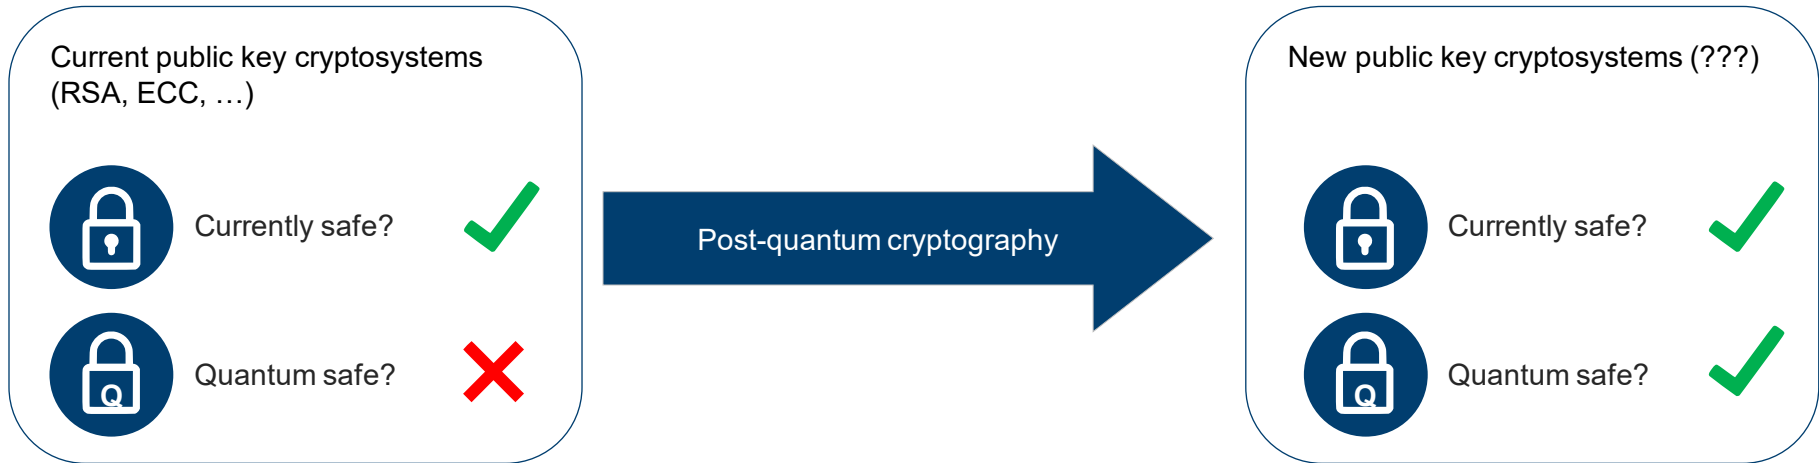 Current public key cryptosystems
(RSA, ECC, …)
Currently safe?
Q
Quantum safe?
Post-quantum cryptography
New public key cryptosystems (???)
Currently safe?
Q
Quantum safe?